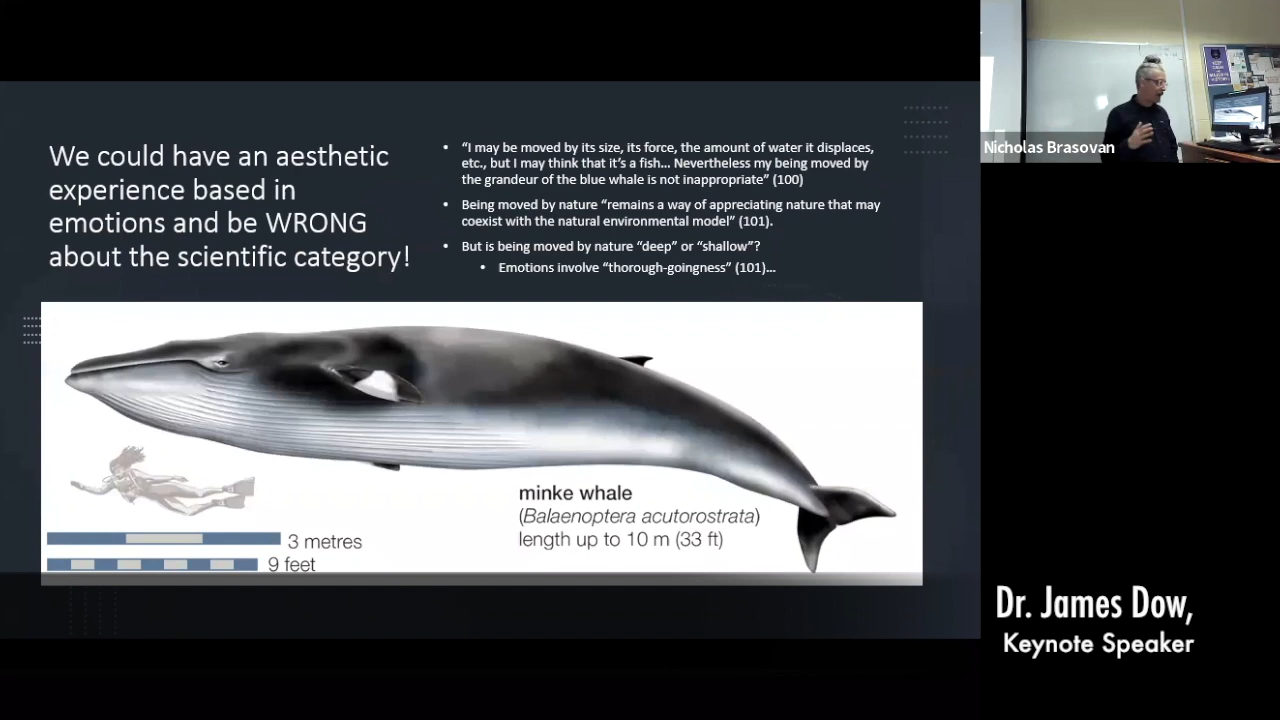 We could have an aesthetic
experience based in
emotions and be WRONG
about the scientific category!
• “I may be moved by its size, its force, the amount of water it displaces,
etc., but I may think that it’s a fish... Nevertheless my being moved by
the grandeur of the blue whale is not inappropriate” (100)
• Being moved by nature “remains a way of appreciating nature that may
coexist with the natural environmental model” (101).
• But is being moved by nature “deep” or “shallow”?
• Emotions involve “thorough-goingness” (101)...
minke whale
(Balaenoptera acutorostrata)
length up to 10 m (33 ft)
3 metres
9 feet
Nicholas Brasovan
Dr. James Dow,
Keynote Speaker